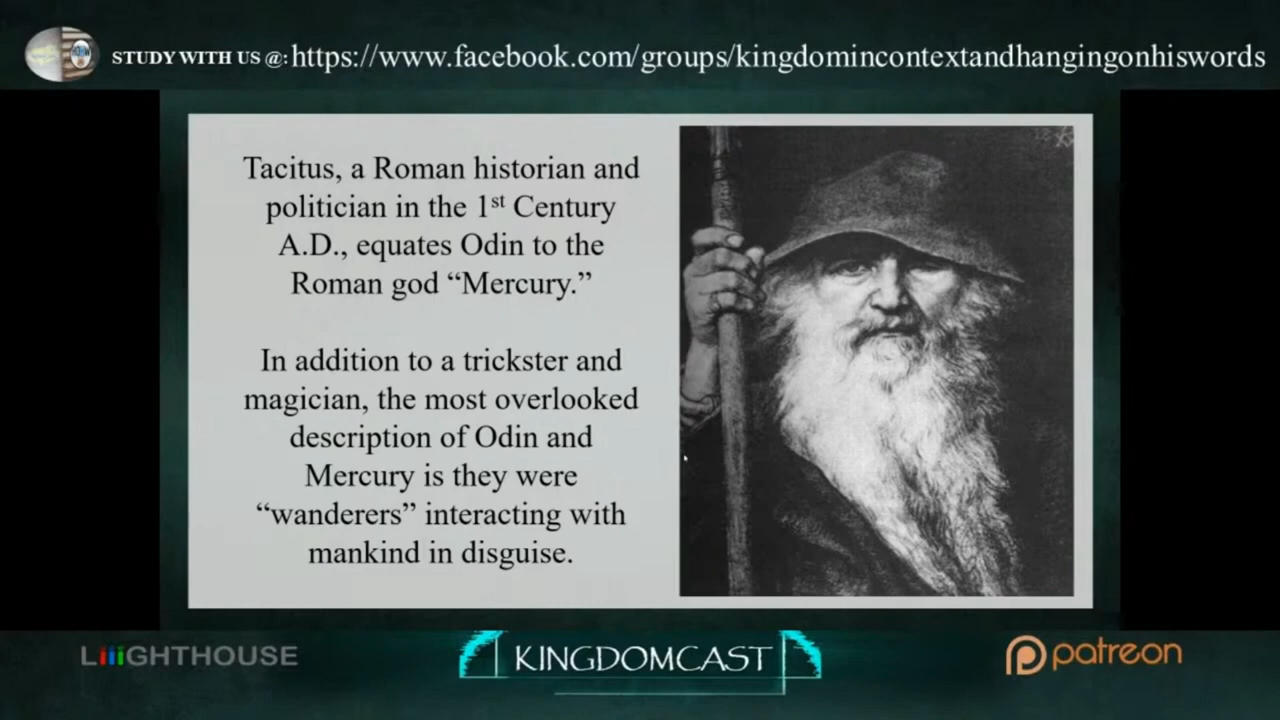 STUDY WITH US @: https://www.facebook.com/groups/kingdomincontextandhangingonhiswords
Tacitus, a Roman historian and
politician in the 1st Century
A.D., equates Odin to the
Roman god “Mercury.”
In addition to a trickster and
magician, the most overlooked
description of Odin and
Mercury is they were
“wanderers” interacting with
mankind in disguise.
LiiiGHTHOUSE
KINGDOMCAST
patreon